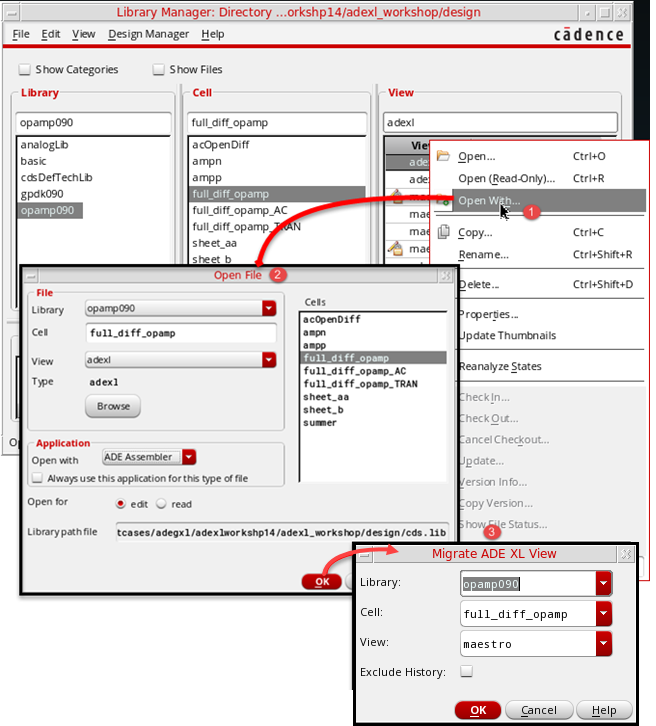 Library Manager: Directory ...orkshp14/adexl_workshop/design
File Edit View Design Manager Help
cādence
Show Categories Show Files
Library Cell View
opamp090 full_diff_opamp adexl
analogLib
basic
cdsDefTechLib
gpdk090
opamp090
acOpenDiff
ampn
ampp
full_diff_opamp
full_diff_opamp_AC
full_diff_opamp_TRAN
sheet_aa
sheet_b
Open... Ctrl+O
Open (Read-Only)... Ctrl+R
Open With...
1
Copy... Ctrl+C
Rename... Ctrl+Shift+R
Delete... Ctrl+Shift+D
Properties...
Update Thumbnails
Reanalyze States
Check In...
Check Out...
Cancel Checkout...
Update...
Version Info...
Copy Version...
Show File Status...
Open File 2
File
Library opamp090
Cell full_diff_opamp
View adexl
Type adexl
Browse
Cells
acOpenDiff
ampn
ampp
full_diff_opamp
full_diff_opamp_AC
full_diff_opamp_TRAN
sheet_aa
sheet_b
summer
Application
Open with ADE Assembler
Always use this application for this type of file
Open for edit read
Library path file tcases/adegxl/adexlworkshp14/adexl_workshop/design/cds.lib
OK
3
Migrate ADE XL View
Library: opamp090
Cell: full_diff_opamp
View: maestro
Exclude History:
OK Cancel Help